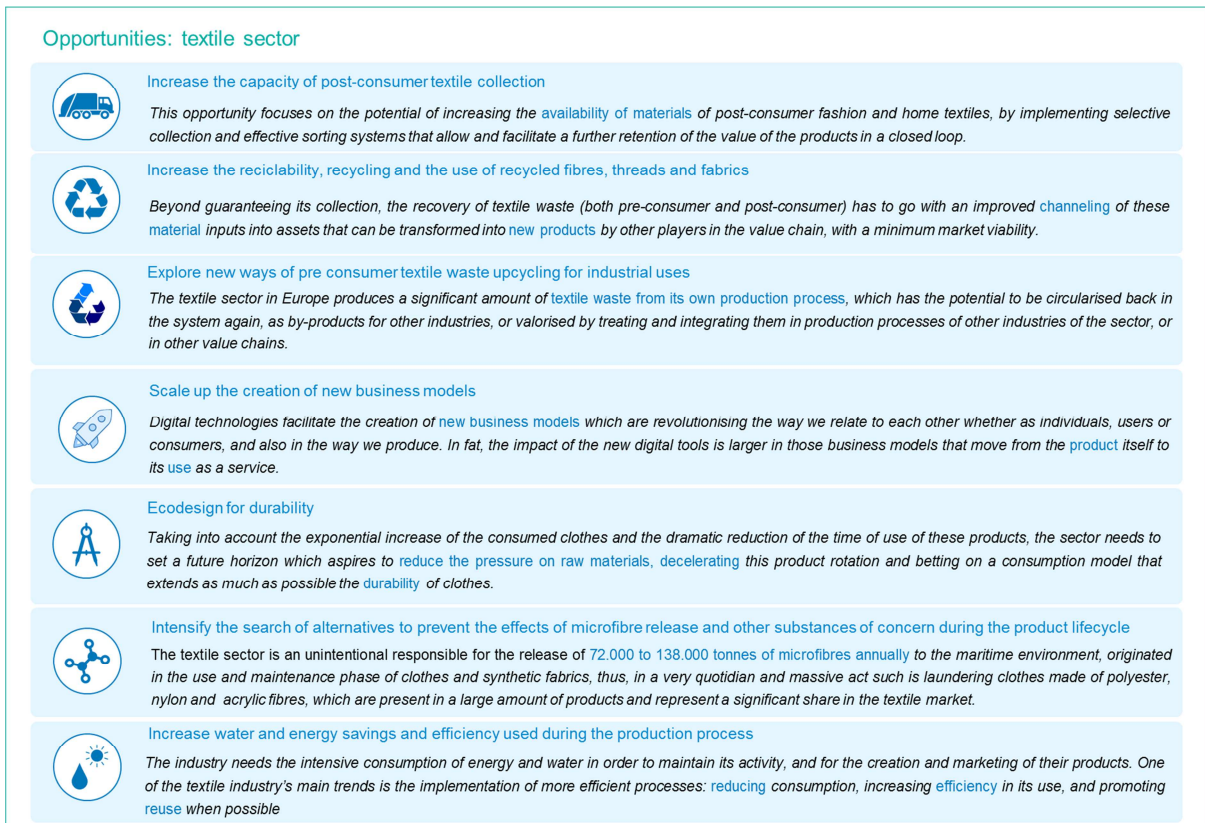 Opportunities: textile sector
Increase the capacity of post-consumer textile collection
This opportunity focuses on the potential of increasing the availability of materials of post-consumer fashion and home textiles, by implementing selective
collection and effective sorting systems that allow and facilitate a further retention of the value of the products in a closed loop.
Increase the reciclability, recycling and the use of recycled fibres, threads and fabrics
Beyond guaranteeing its collection, the recovery of textile waste (both pre-consumer and post-consumer) has to go with an improved channeling of these
material inputs into assets that can be transformed into new products by other players in the value chain, with a minimum market viability.
Explore new ways of pre consumer textile waste upcycling for industrial uses
The textile sector in Europe produces a significant amount of textile waste from its own production process, which has the potential to be circularised back in
the system again, as by-products for other industries, or valorised by treating and integrating them in production processes of other industries of the sector, or
in other value chains.
Scale up the creation of new business models
Digital technologies facilitate the creation of new business models which are revolutionising the way we relate to each other whether as individuals, users or
consumers, and also in the way we produce. In fat, the impact of the new digital tools is larger in those business models that move from the product itself to
its use as a service.
Ecodesign for durability
Taking into account the exponential increase of the consumed clothes and the dramatic reduction of the time of use of these products, the sector needs to
set a future horizon which aspires to reduce the pressure on raw materials, decelerating this product rotation and betting on a consumption model that
extends as much as possible the durability of clothes.
Intensify the search of alternatives to prevent the effects of microfibre release and other substances of concern during the product lifecycle
The textile sector is an unintentional responsible for the release of 72.000 to 138.000 tonnes of microfibres annually to the maritime environment, originated
in the use and maintenance phase of clothes and synthetic fabrics, thus, in a very quotidian and massive act such is laundering clothes made of polyester,
nylon and acrylic fibres, which are present in a large amount of products and represent a significant share in the textile market.
Increase water and energy savings and efficiency used during the production process
The industry needs the intensive consumption of energy and water in order to maintain its activity, and for the creation and marketing of their products. One
of the textile industry's main trends is the implementation of more efficient processes: reducing consumption, increasing efficiency in its use, and promoting
reuse when possible